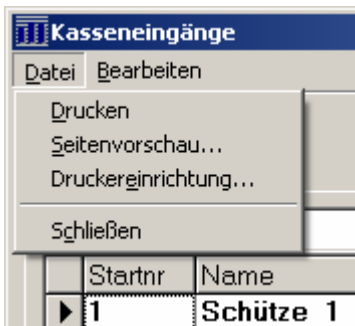 Kasseneingänge
Datei Bearbeiten
Drucken
Seitenvorschau...
Druckereinrichtung...
Schließen
Startnr Name
1 Schütze 1